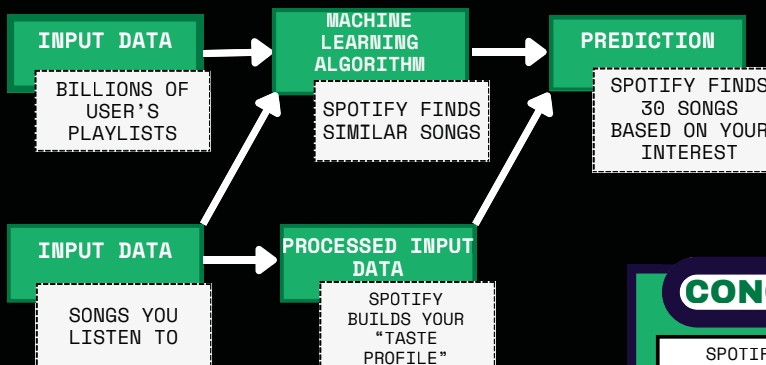 INPUT DATA
BILLIONS OF
USER'S
PLAYLISTS
MACHINE
LEARNING
ALGORITHM
SPOTIFY FINDS
SIMILAR SONGS
PREDICTION
SPOTIFY FINDS
30 SONGS
BASED ON YOUR
INTEREST
INPUT DATA
SONGS YOU
LISTEN TO
PROCESSED INPUT
DATA
SPOTIFY
BUILDS YOUR
“TASTE
PROFILE”